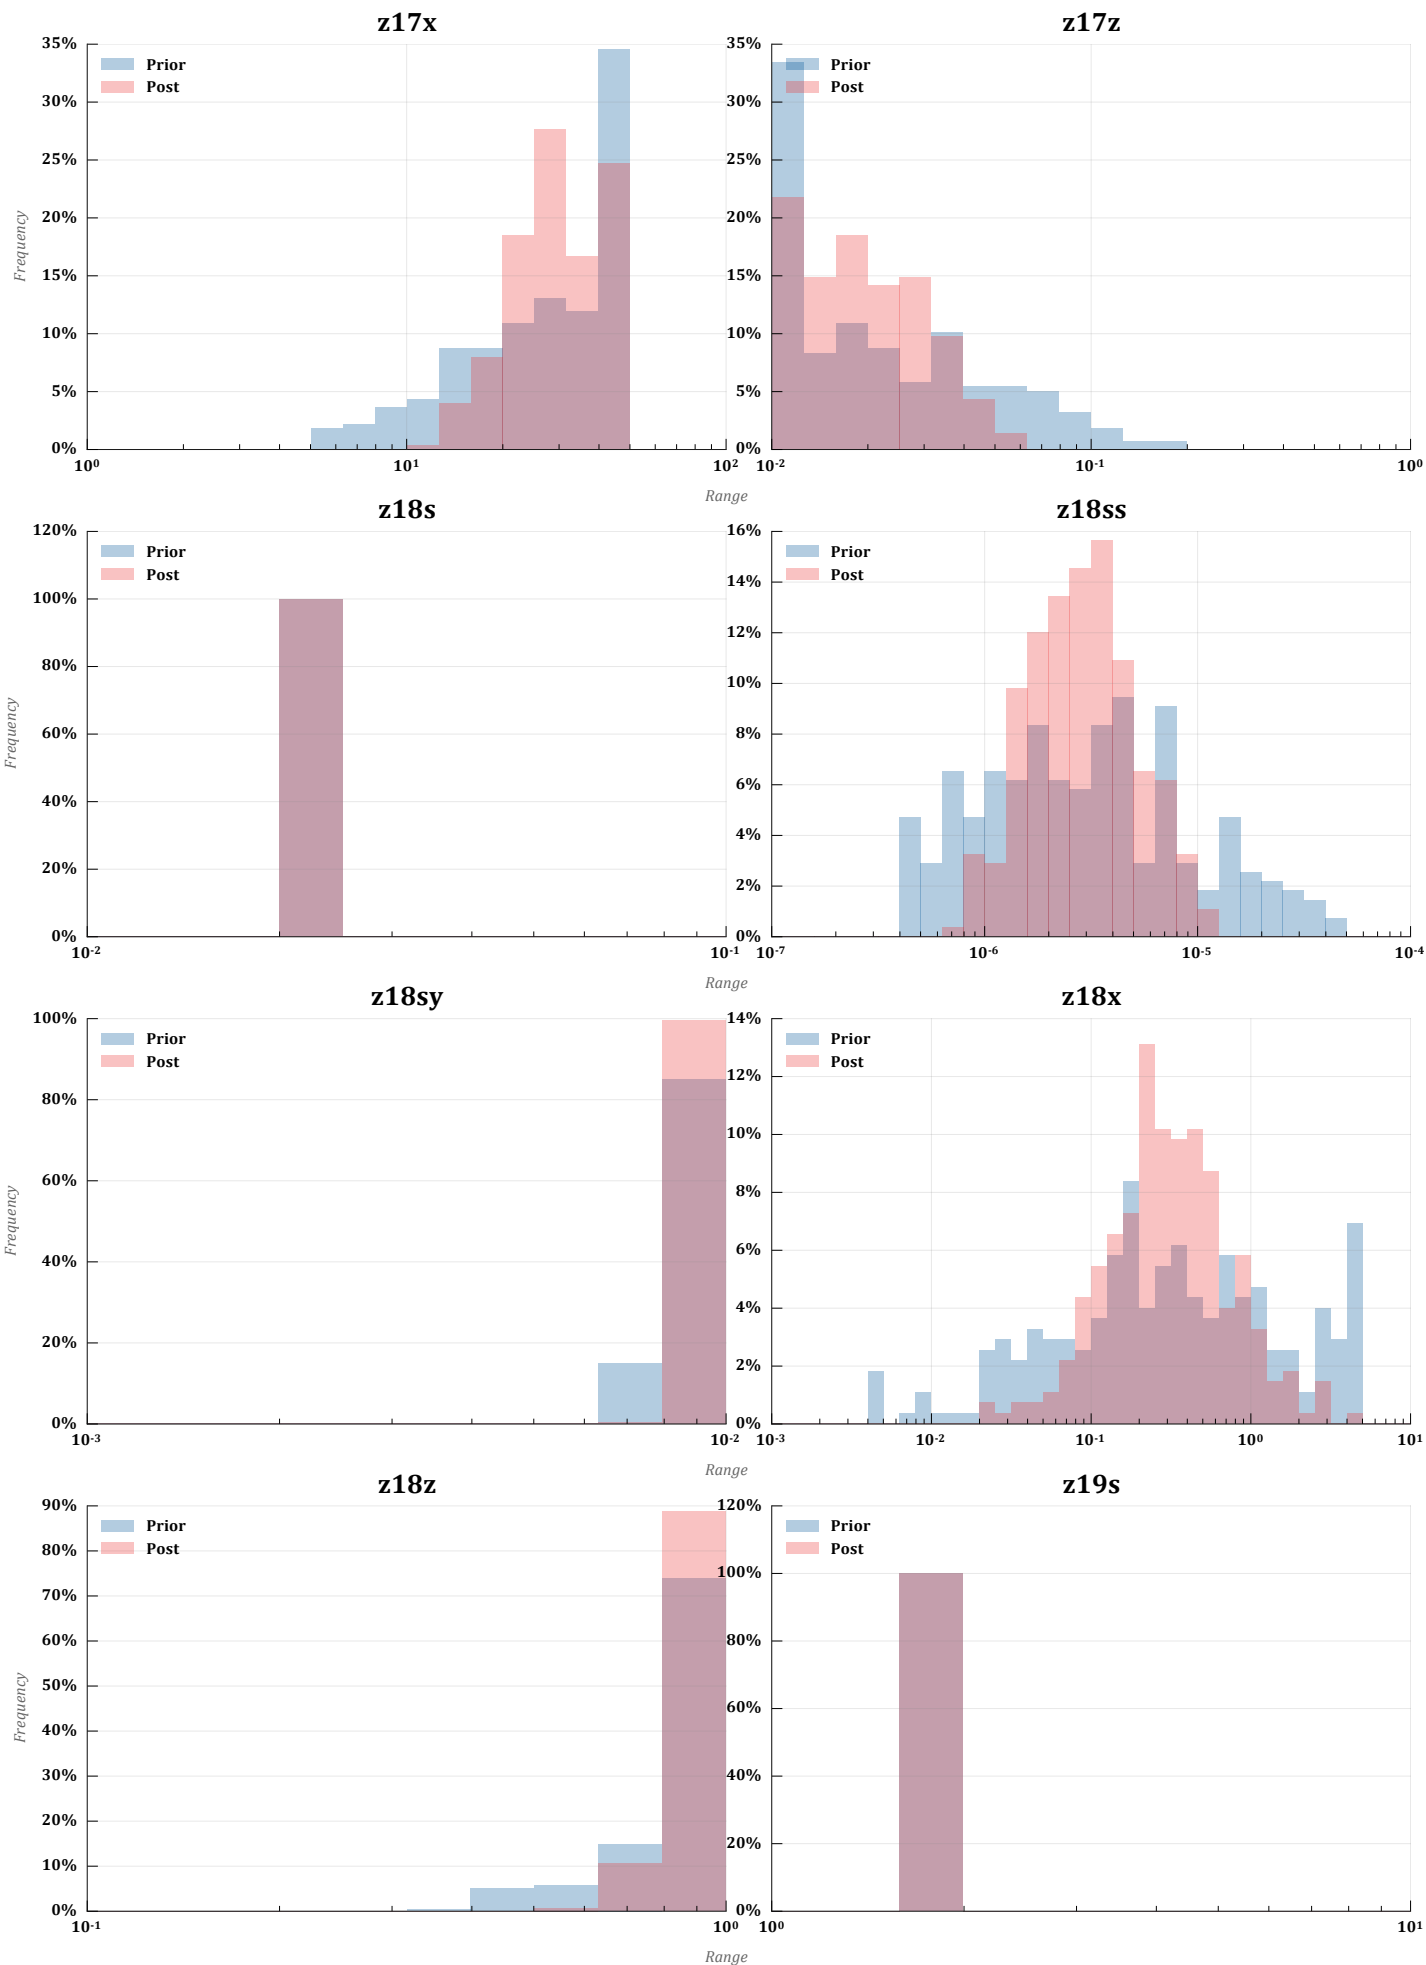 z17x
z17z
35%
30%
25%
20%
15%
10%
5%
0%
Prior
Post
Frequency
10⁰
10¹
10²
35%
30%
25%
20%
15%
10%
5%
0%
Prior
Post
10⁻²
10⁻¹
10⁰
Range
z18s
z18ss
120%
100%
80%
60%
40%
20%
0%
Prior
Post
Frequency
10⁻²
10⁻¹
16%
14%
12%
10%
8%
6%
4%
2%
0%
Prior
Post
10⁻⁷
10⁻⁶
10⁻⁵
10⁻⁴
Range
z18sy
z18x
100%
80%
60%
40%
20%
0%
Prior
Post
Frequency
10⁻³
10⁻²
14%
12%
10%
8%
6%
4%
2%
0%
Prior
Post
10⁻³
10⁻²
10⁻¹
10⁰
10¹
Range
z18z
z19s
90%
80%
70%
60%
50%
40%
30%
20%
10%
0%
Prior
Post
Frequency
10⁻¹
10⁰
120%
100%
80%
60%
40%
20%
0%
Prior
Post
10⁰
10¹
Range